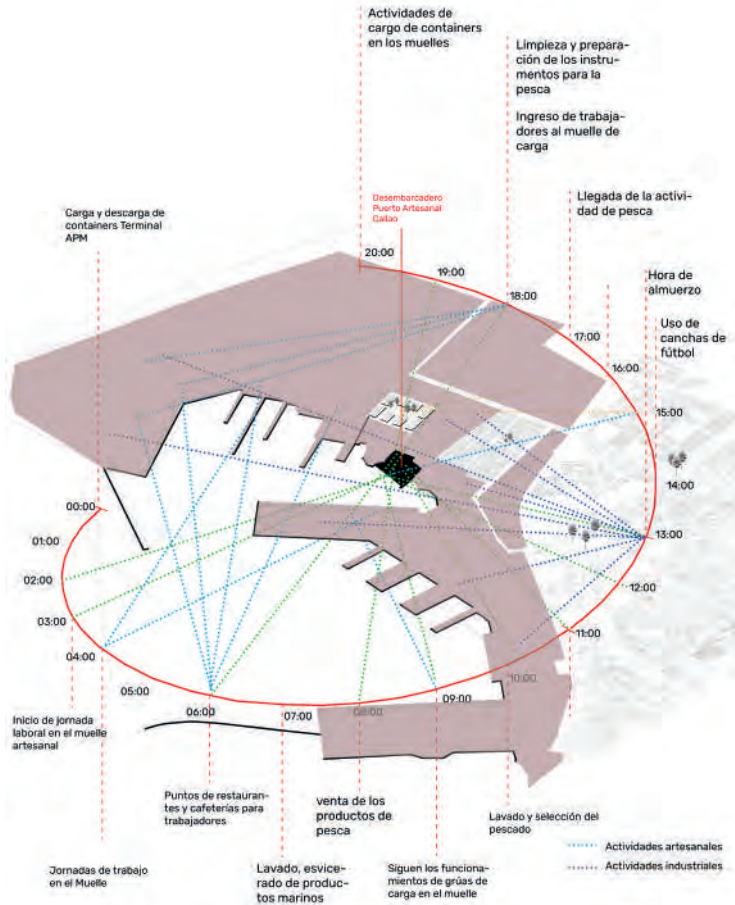 Actividades de
cargo de containers
en los muelles
Limpieza y prepara-
ción de los instru-
mentos para la
pesca
Ingreso de trabaja-
dores al muelle de
carga
Desembarcadero
Puerto Artesanal
Callao
Llegada de la activi-
dad de pesca
Carga y descarga de
containers Terminal
APM
Hora de
almuerzo
Uso de
canchas de
fútbol
20:00
19:00
18:00
17:00
16:00
15:00
14:00
13:00
12:00
11:00
10:00
09:00
08:00
07:00
06:00
05:00
04:00
03:00
02:00
01:00
00:00
Inicio de jornada
laboral en el muelle
artesanal
Puntos de restauran-
tes y cafeterías para
trabajadores
venta de los
productos de
pesca
Lavado y selección del
pescado
Jornadas de trabajo
en el Muelle
Lavado, esvice-
rado de produc-
tos marinos
Siguen los funciona-
mientos de grúas de
carga en el muelle
Actividades artesanales
Actividades industriales